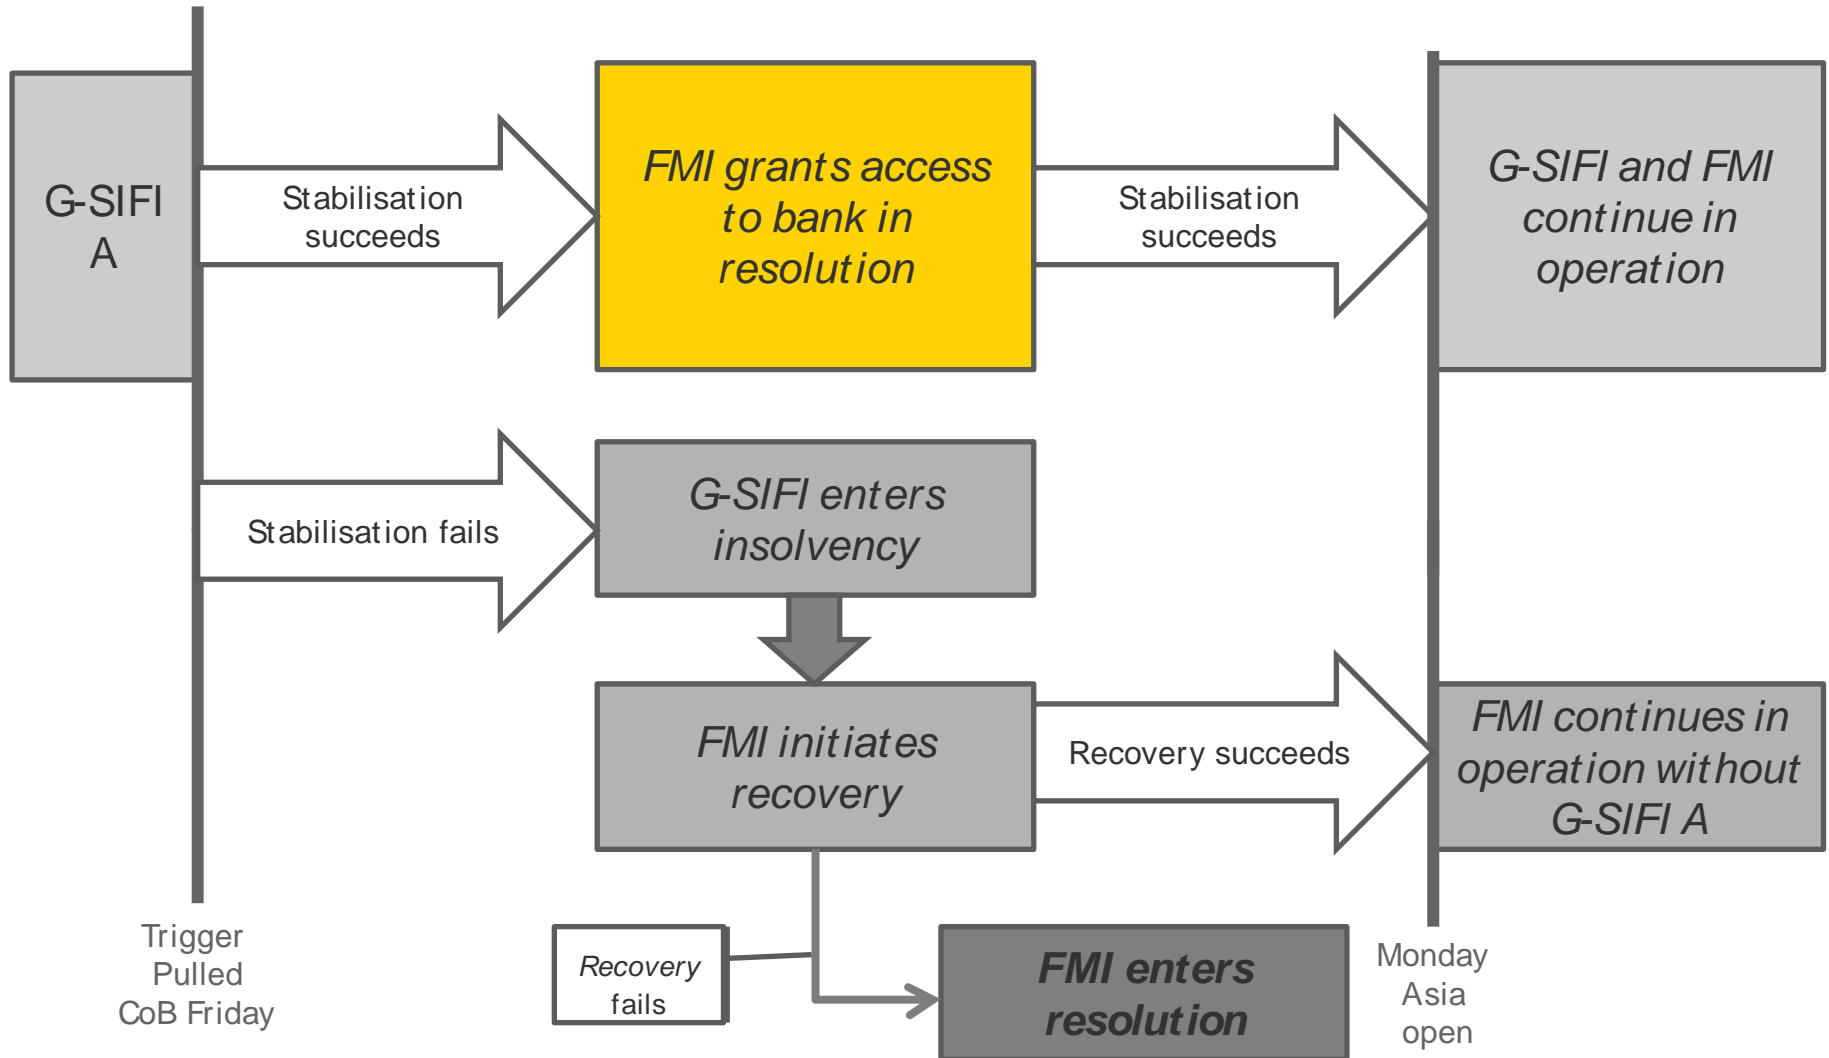 G-SIFI
A
Stabilisation
succeeds
FMI grants access
to bank in
resolution
Stabilisation
succeeds
G-SIFI and FMI
continue in
operation
Stabilisation fails
G-SIFI enters
insolvency
FMI initiates
recovery
Recovery succeeds
FMI continues in
operation without
G-SIFI A
Trigger
Pulled
CoB Friday
Recovery
fails
FMI enters
resolution
Monday
Asia
open